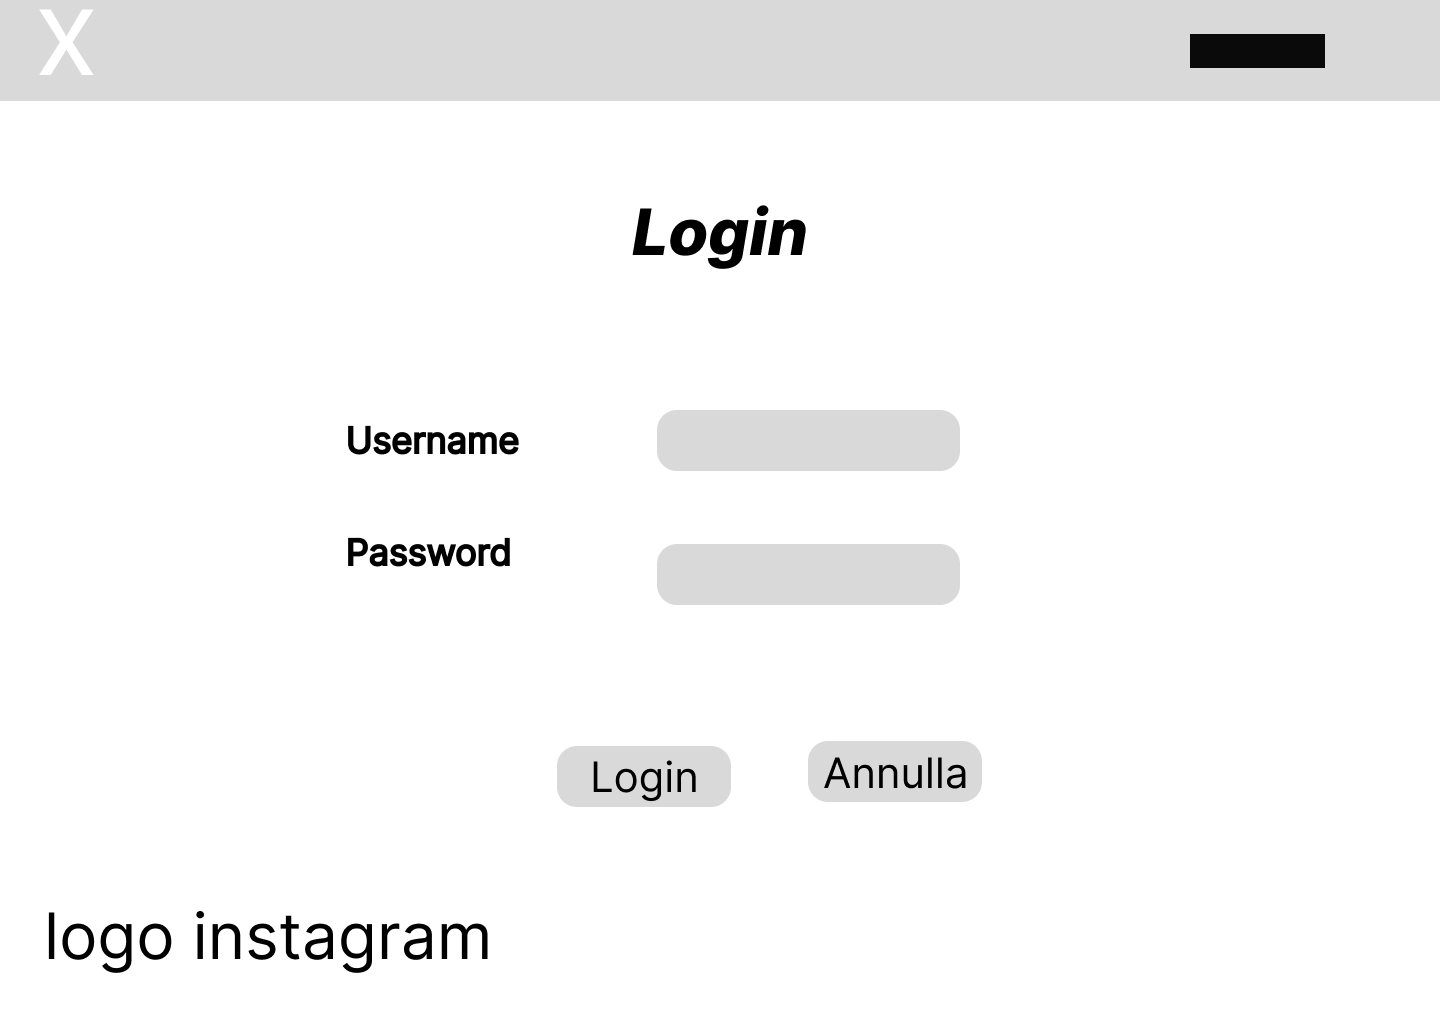 X
Login
Username
Password
Login
Annulla
logo instagram